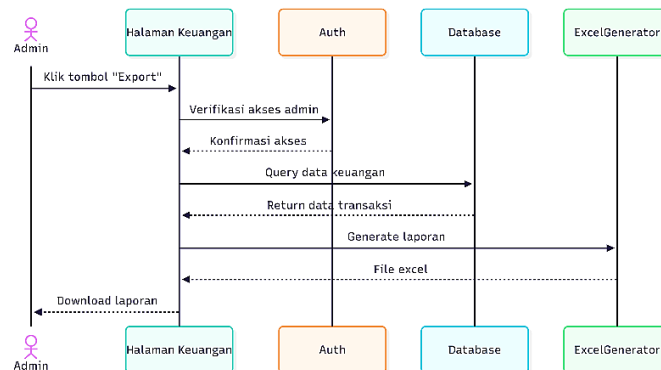 Admin
Halaman Keuangan
Auth
Database
ExcelGenerator
Klik tombol "Export"
Verifikasi akses admin
Konfirmasi akses
Query data keuangan
Return data transaksi
Generate laporan
File excel
Download laporan
Admin
Halaman Keuangan
Auth
Database
ExcelGenerator